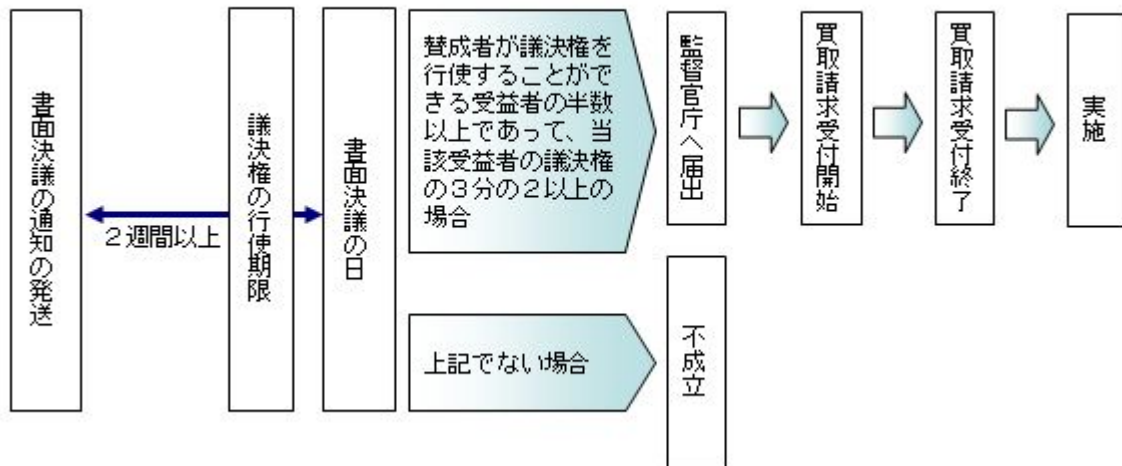 書面決議の通知の発送
2週間以上
議決権の行使期限
書面決議の日
賛成者が議決権を
行使することがで
きる受益者の半数
以上であって、当
該受益者の議決権
の3分の2以上の
場合
監督官庁へ届出
買取請求受付開始
買取請求受付終了
実施
上記でない場合
不成立